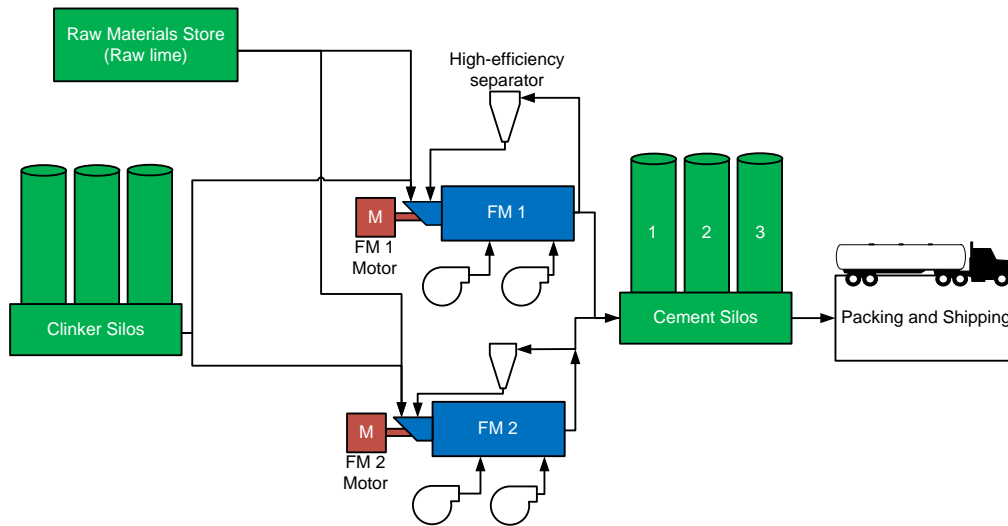 Raw Materials Store
(Raw lime)
High-efficiency
separator
M
FM 1
FM 1
Motor
1
2
3
Clinker Silos
Cement Silos
Packing and Shipping
M
FM 2
FM 2
Motor